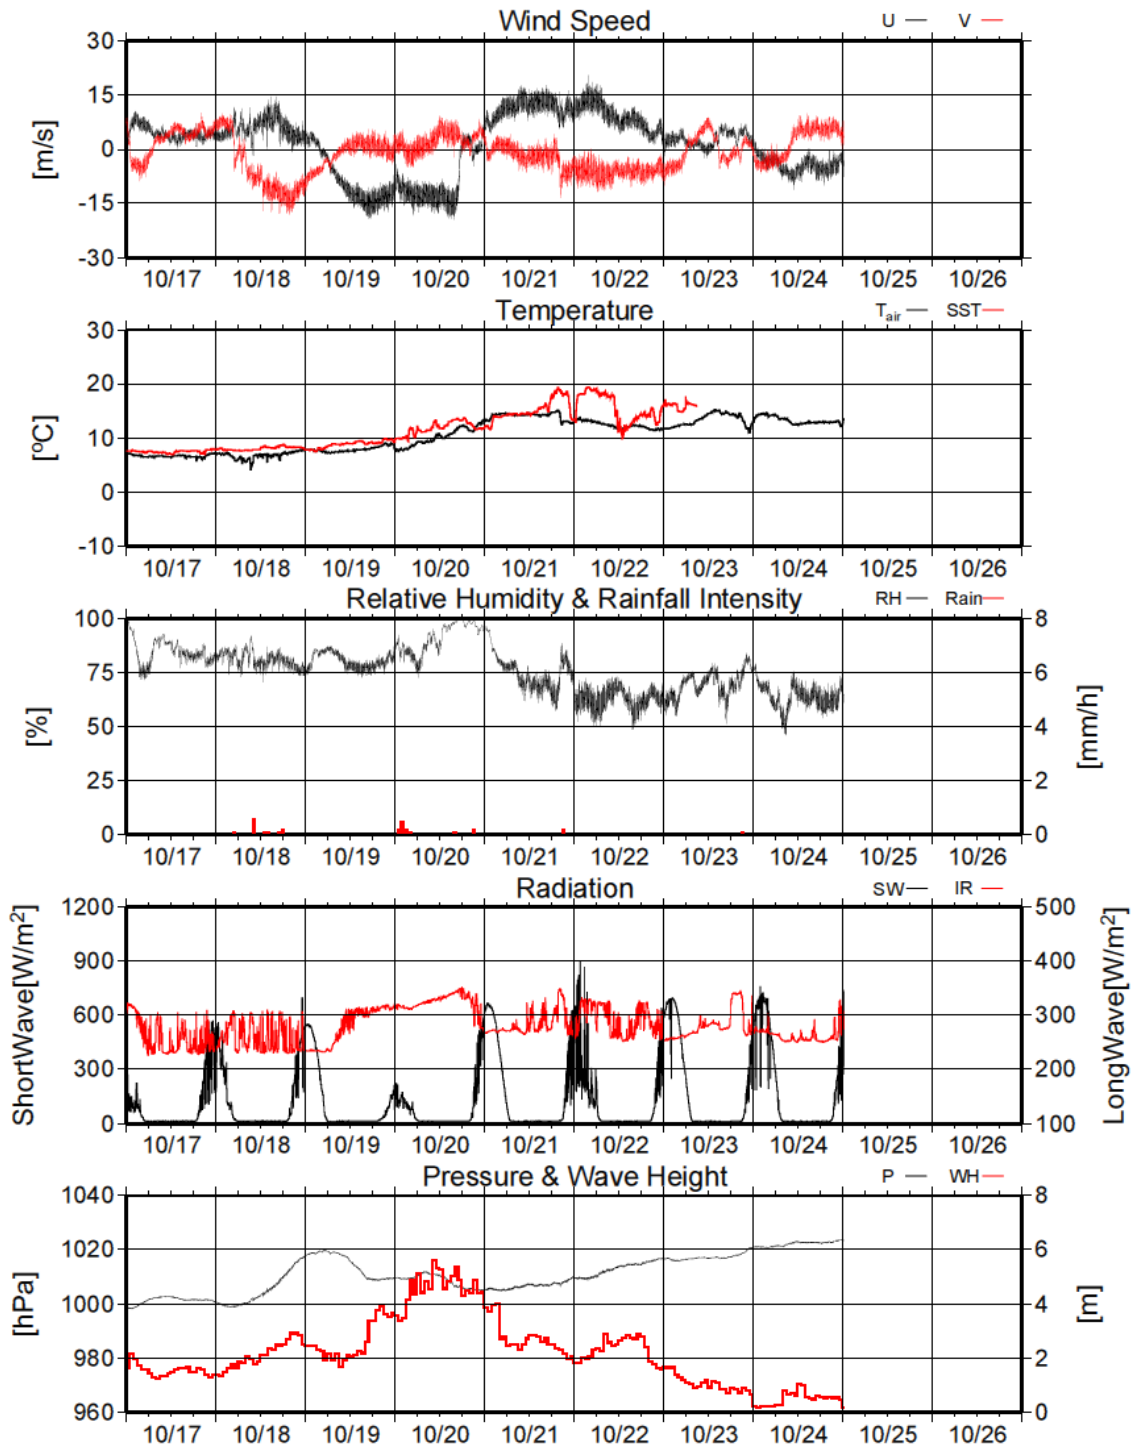 Wind Speed U V
30
15
0
-15
-30
[m/s]
10/17 10/18 10/19 10/20 10/21 10/22 10/23 10/24 10/25 10/26
Temperature Tair SST
30
20
10
0
-10
[ºC]
10/17 10/18 10/19 10/20 10/21 10/22 10/23 10/24 10/25 10/26
Relative Humidity & Rainfall Intensity RH Rain
100 8
75 6
50 4
25 2
0 0
[%]
[mm/h]
10/17 10/18 10/19 10/20 10/21 10/22 10/23 10/24 10/25 10/26
Radiation SW IR
1200 500
900 400
600 300
300 200
0 100
ShortWave[W/m²]
LongWave[W/m²]
10/17 10/18 10/19 10/20 10/21 10/22 10/23 10/24 10/25 10/26
Pressure & Wave Height P WH
1040 8
1020 6
1000 4
980 2
960 0
[hPa]
[m]
10/17 10/18 10/19 10/20 10/21 10/22 10/23 10/24 10/25 10/26